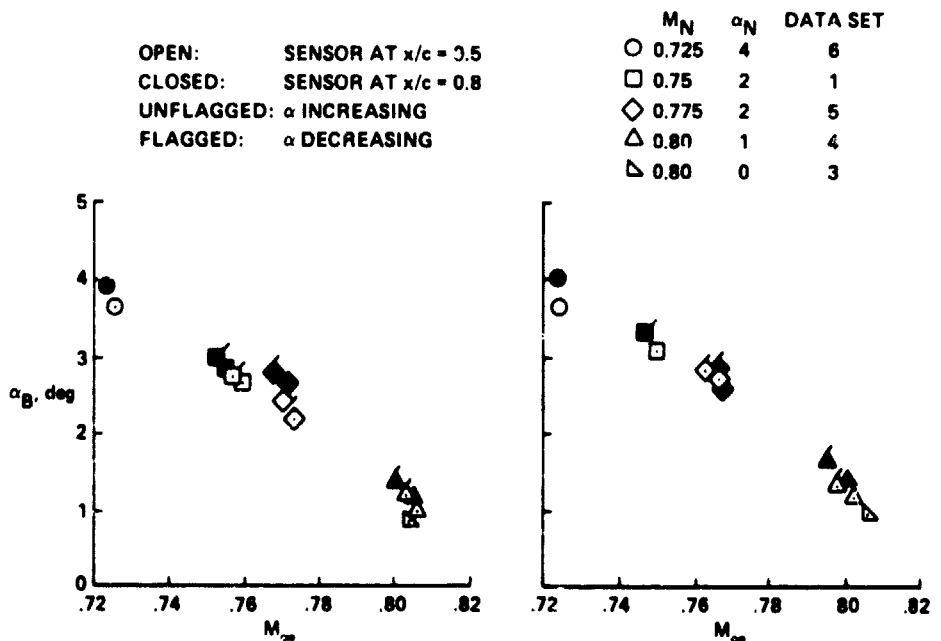 OPEN: SENSOR AT x/c = 0.5
CLOSED: SENSOR AT x/c = 0.8
UNFLAGGED: α INCREASING
FLAGGED: α DECREASING
M_N α_N DATA SET
0.725 4 6
0.75 2 1
0.775 2 5
0.80 1 4
0.80 0 3
5
4
3
2
1
0
α_B, deg
.72 .74 .76 .78 .80 .82
M_∞
.72 .74 .76 .78 .80 .82
M_∞